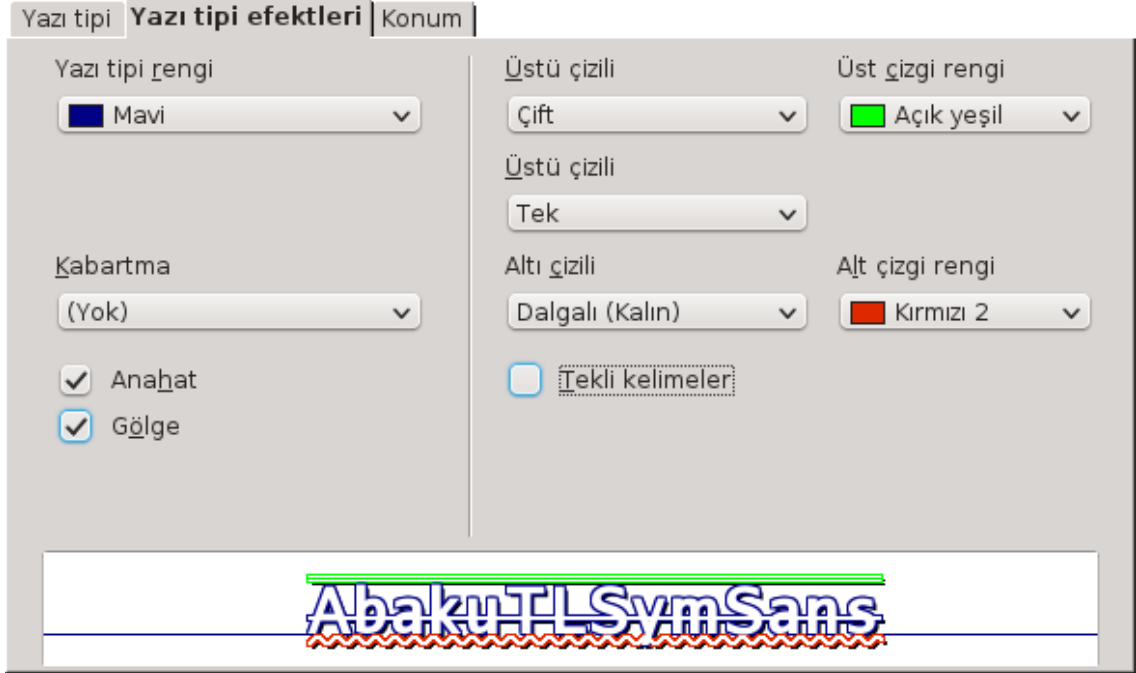 Yazı tipi Yazı tipi efektleri Konum
Yazı tipi rengi
Mavi
Kabartma
(Yok)
Anahat
Gölge
Üstü çizili
Çift
Üst çizgi rengi
Açık yeşil
Üstü çizili
Tek
Altı çizili
Dalgalı (Kalın)
Alt çizgi rengi
Kırmızı 2
Tekli kelimeler
AbakuTLSymSans